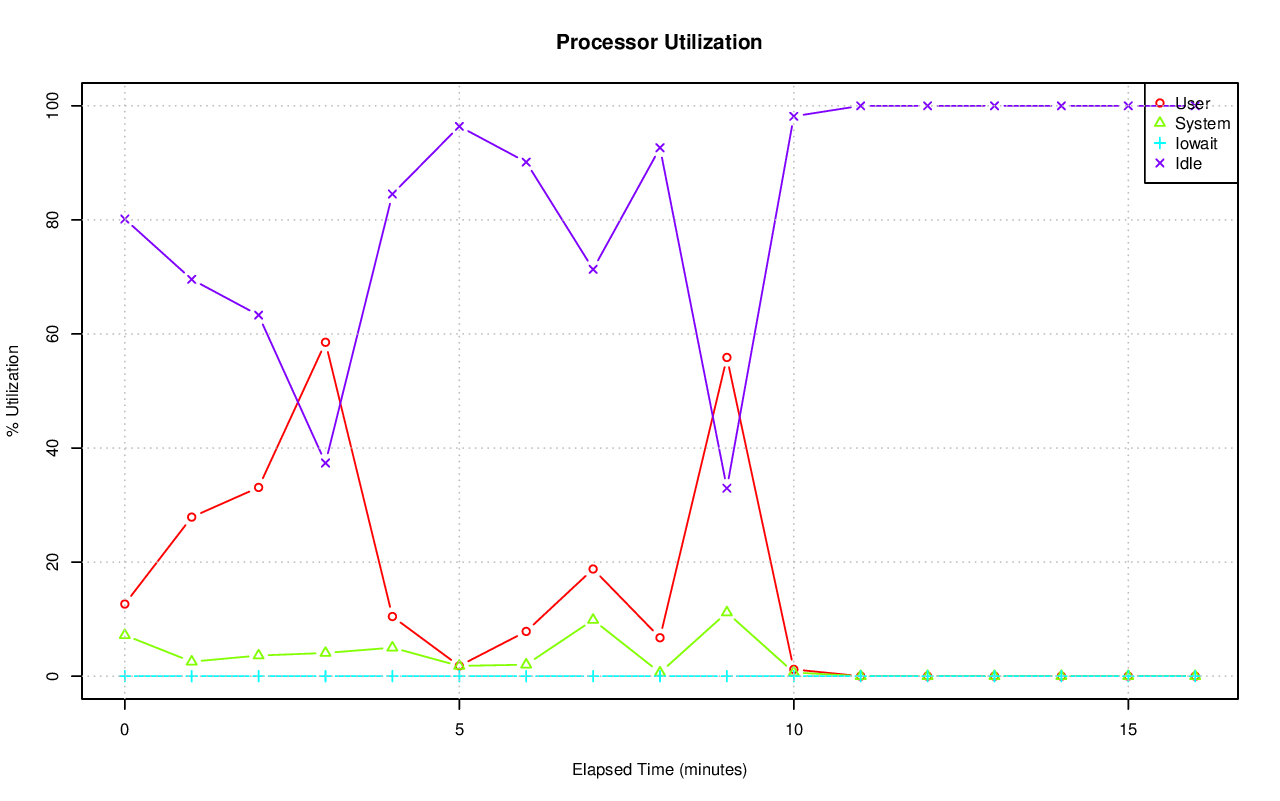 Processor Utilization
% Utilization
100
80
60
40
20
0
User
System
Iowait
Idle
0 5 10 15
Elapsed Time (minutes)